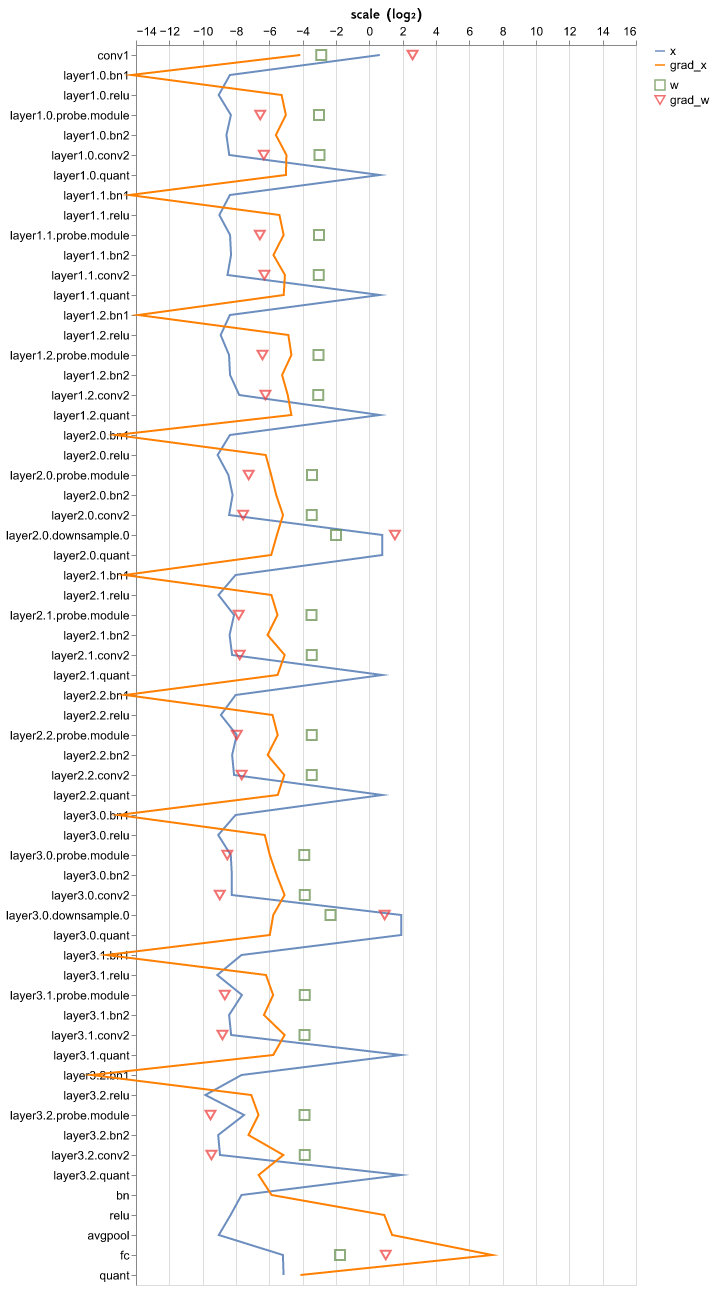 scale (log₂)
−14 −12 −10 −8 −6 −4 −2 0 2 4 6 8 10 12 14 16
x
grad_x
w
grad_w
conv1
layer1.0.bn1
layer1.0.relu
layer1.0.probe.module
layer1.0.bn2
layer1.0.conv2
layer1.0.quant
layer1.1.bn1
layer1.1.relu
layer1.1.probe.module
layer1.1.bn2
layer1.1.conv2
layer1.1.quant
layer1.2.bn1
layer1.2.relu
layer1.2.probe.module
layer1.2.bn2
layer1.2.conv2
layer1.2.quant
layer2.0.bn1
layer2.0.relu
layer2.0.probe.module
layer2.0.bn2
layer2.0.conv2
layer2.0.downsample.0
layer2.0.quant
layer2.1.bn1
layer2.1.relu
layer2.1.probe.module
layer2.1.bn2
layer2.1.conv2
layer2.1.quant
layer2.2.bn1
layer2.2.relu
layer2.2.probe.module
layer2.2.bn2
layer2.2.conv2
layer2.2.quant
layer3.0.bn1
layer3.0.relu
layer3.0.probe.module
layer3.0.bn2
layer3.0.conv2
layer3.0.downsample.0
layer3.0.quant
layer3.1.bn1
layer3.1.relu
layer3.1.probe.module
layer3.1.bn2
layer3.1.conv2
layer3.1.quant
layer3.2.bn1
layer3.2.relu
layer3.2.probe.module
layer3.2.bn2
layer3.2.conv2
layer3.2.quant
bn
relu
avgpool
fc
quant